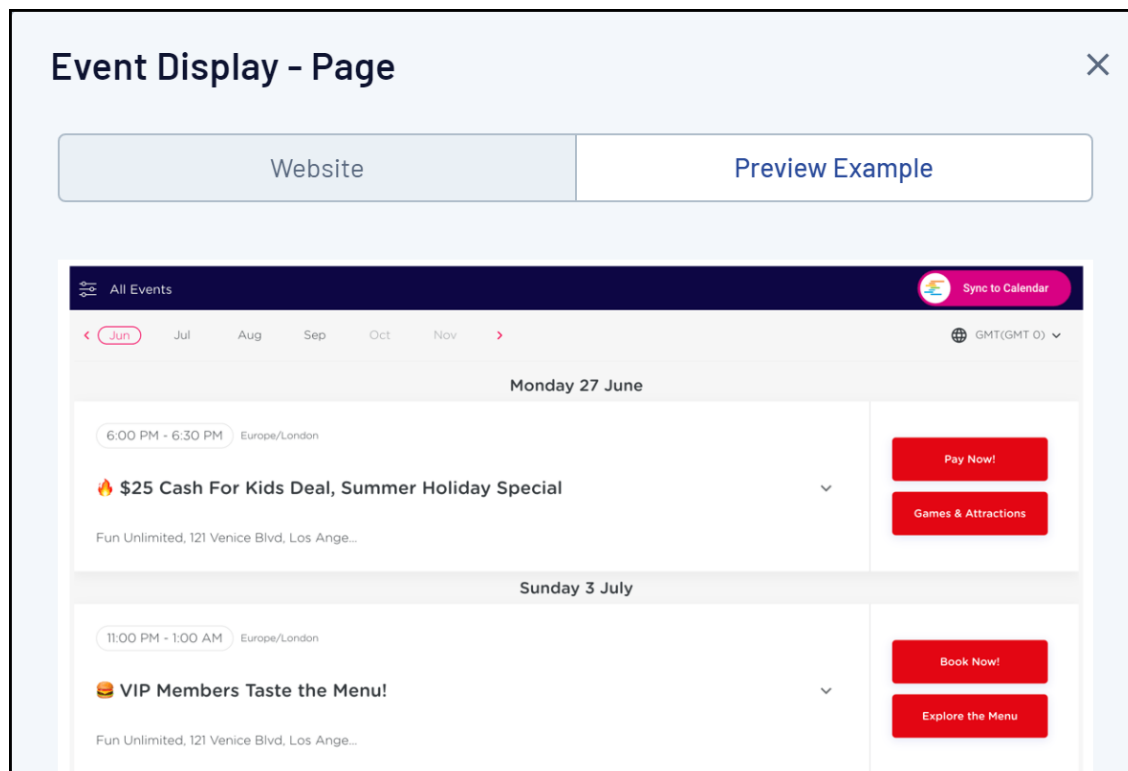 Event Display - Page
Website
Preview Example
All Events
Sync to Calendar
Jun Jul Aug Sep Oct Nov
GMT(GMT 0)
Monday 27 June
6:00 PM - 6:30 PM Europe/London
🔥 $25 Cash For Kids Deal, Summer Holiday Special
Fun Unlimited, 121 Venice Blvd, Los Ange...
Pay Now!
Games & Attractions
Sunday 3 July
11:00 PM - 1:00 AM Europe/London
🍔 VIP Members Taste the Menu!
Fun Unlimited, 121 Venice Blvd, Los Ange...
Book Now!
Explore the Menu